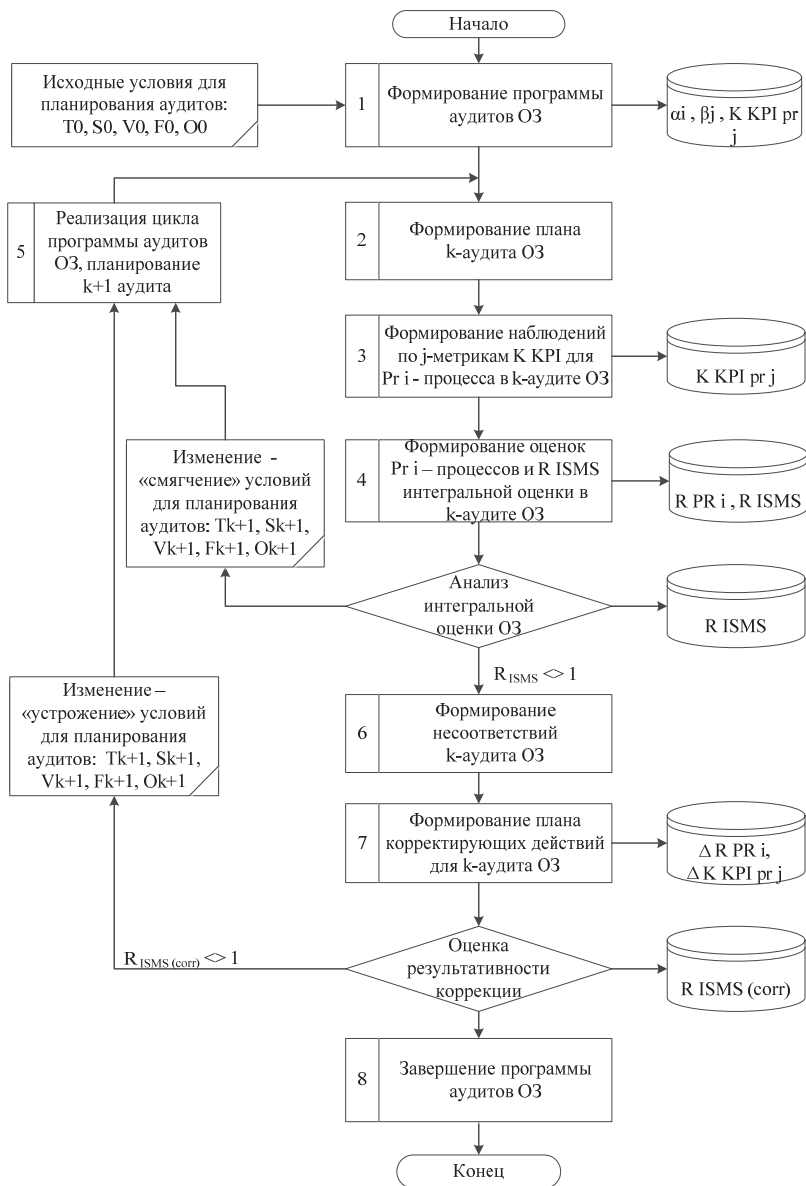 Начало
Исходные условия для
планирования аудитов:
T0, S0, V0, F0, O0
1
Формирование программы
аудитов ОЗ
αi , βj , K KPI pr
j
5
Реализация цикла
программы аудитов
ОЗ, планирование
k+1 аудита
2
Формирование плана
k-аудита ОЗ
3
Формирование наблюдений
по j-метрикам K KPI для
Pr i - процесса в k-аудите ОЗ
K KPI pr j
Изменение -
«смягчение» условий
для планирования
аудитов: Tk+1, Sk+1,
Vk+1, Fk+1, Ok+1
4
Формирование оценок
Pr i – процессов и R ISMS
интегральной оценки в
k-аудите ОЗ
R PR i , R ISMS
Анализ
интегральной
оценки ОЗ
R ISMS
R ISMS <> 1
Изменение –
«устрожение» условий
для планирования
аудитов: Tk+1, Sk+1,
Vk+1, Fk+1, Ok+1
6
Формирование
несоответствий
k-аудита ОЗ
7
Формирование плана
корректирующих действий
для k-аудита ОЗ
Δ R PR i,
Δ K KPI pr j
R ISMS (corr) <> 1
Оценка
результативности
коррекции
R ISMS (corr)
8
Завершение программы
аудитов ОЗ
Конец